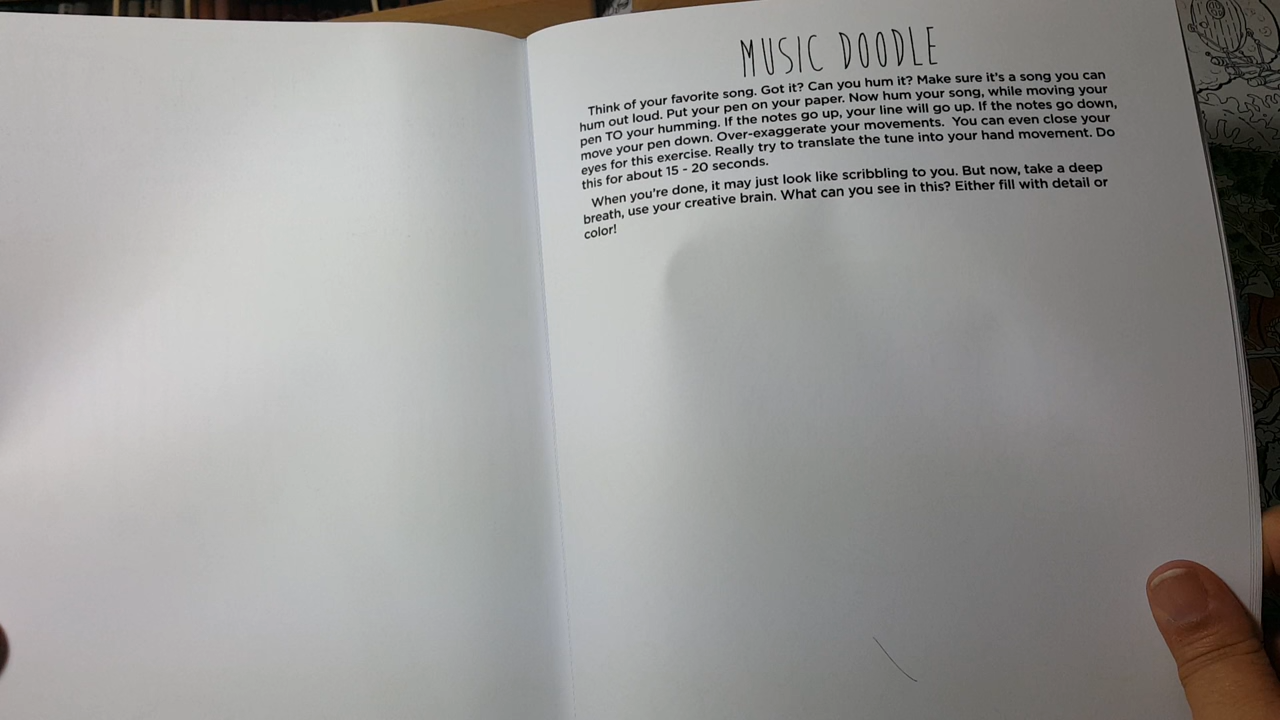 MUSIC DOODLE
Think of your favorite song. Got it? Can you hum it? Make sure it's a song you can
hum out loud. Put your pen on your paper. Now hum your song, while moving your
pen TO your humming. If the notes go up, your line will go up. If the notes go down,
move your pen down. Over-exaggerate your movements. You can even close your
eyes for this exercise. Really try to translate the tune into your hand movement. Do
this for about 15 - 20 seconds.
When you're done, it may just look like scribbling to you. But now, take a deep
breath, use your creative brain. What can you see in this? Either fill with detail or
color!